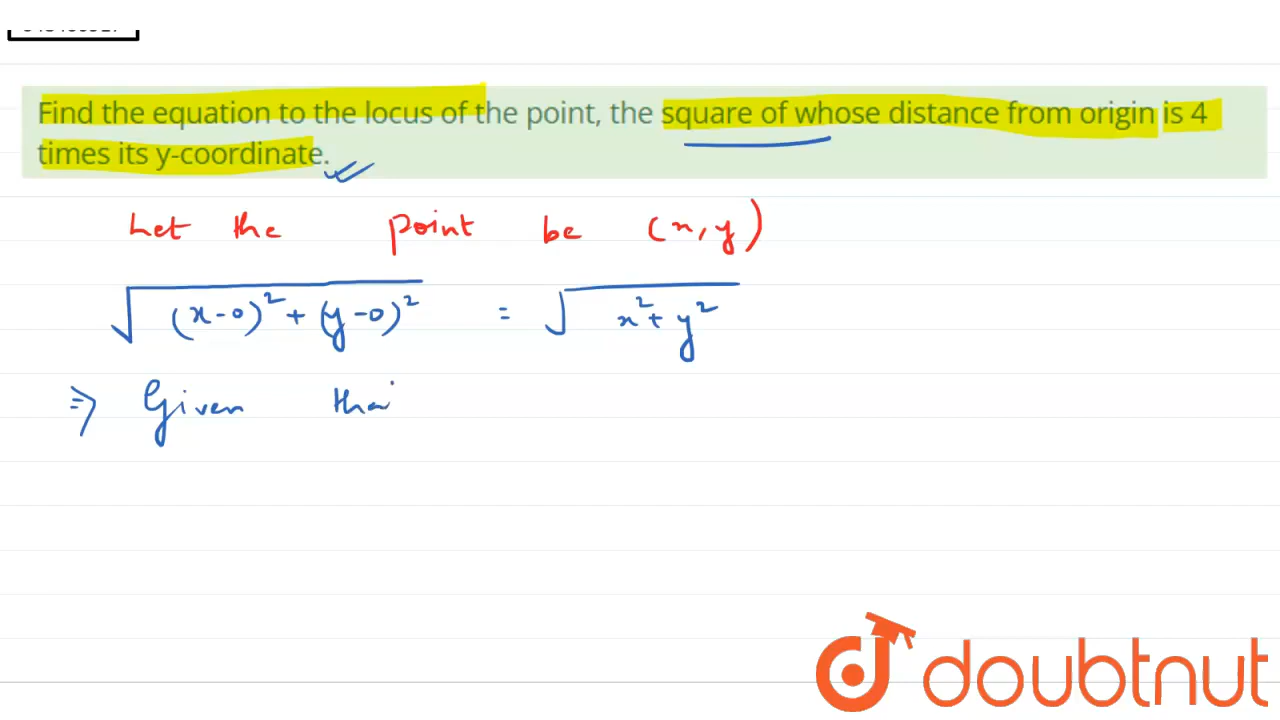 Find the equation to the locus of the point, the square of whose distance from origin is 4
times its y-coordinate.
Let the point be (x, y)
√((x-0)² + (y-0)²) = √(x² + y²)
⇒ Given tha
doubtnut